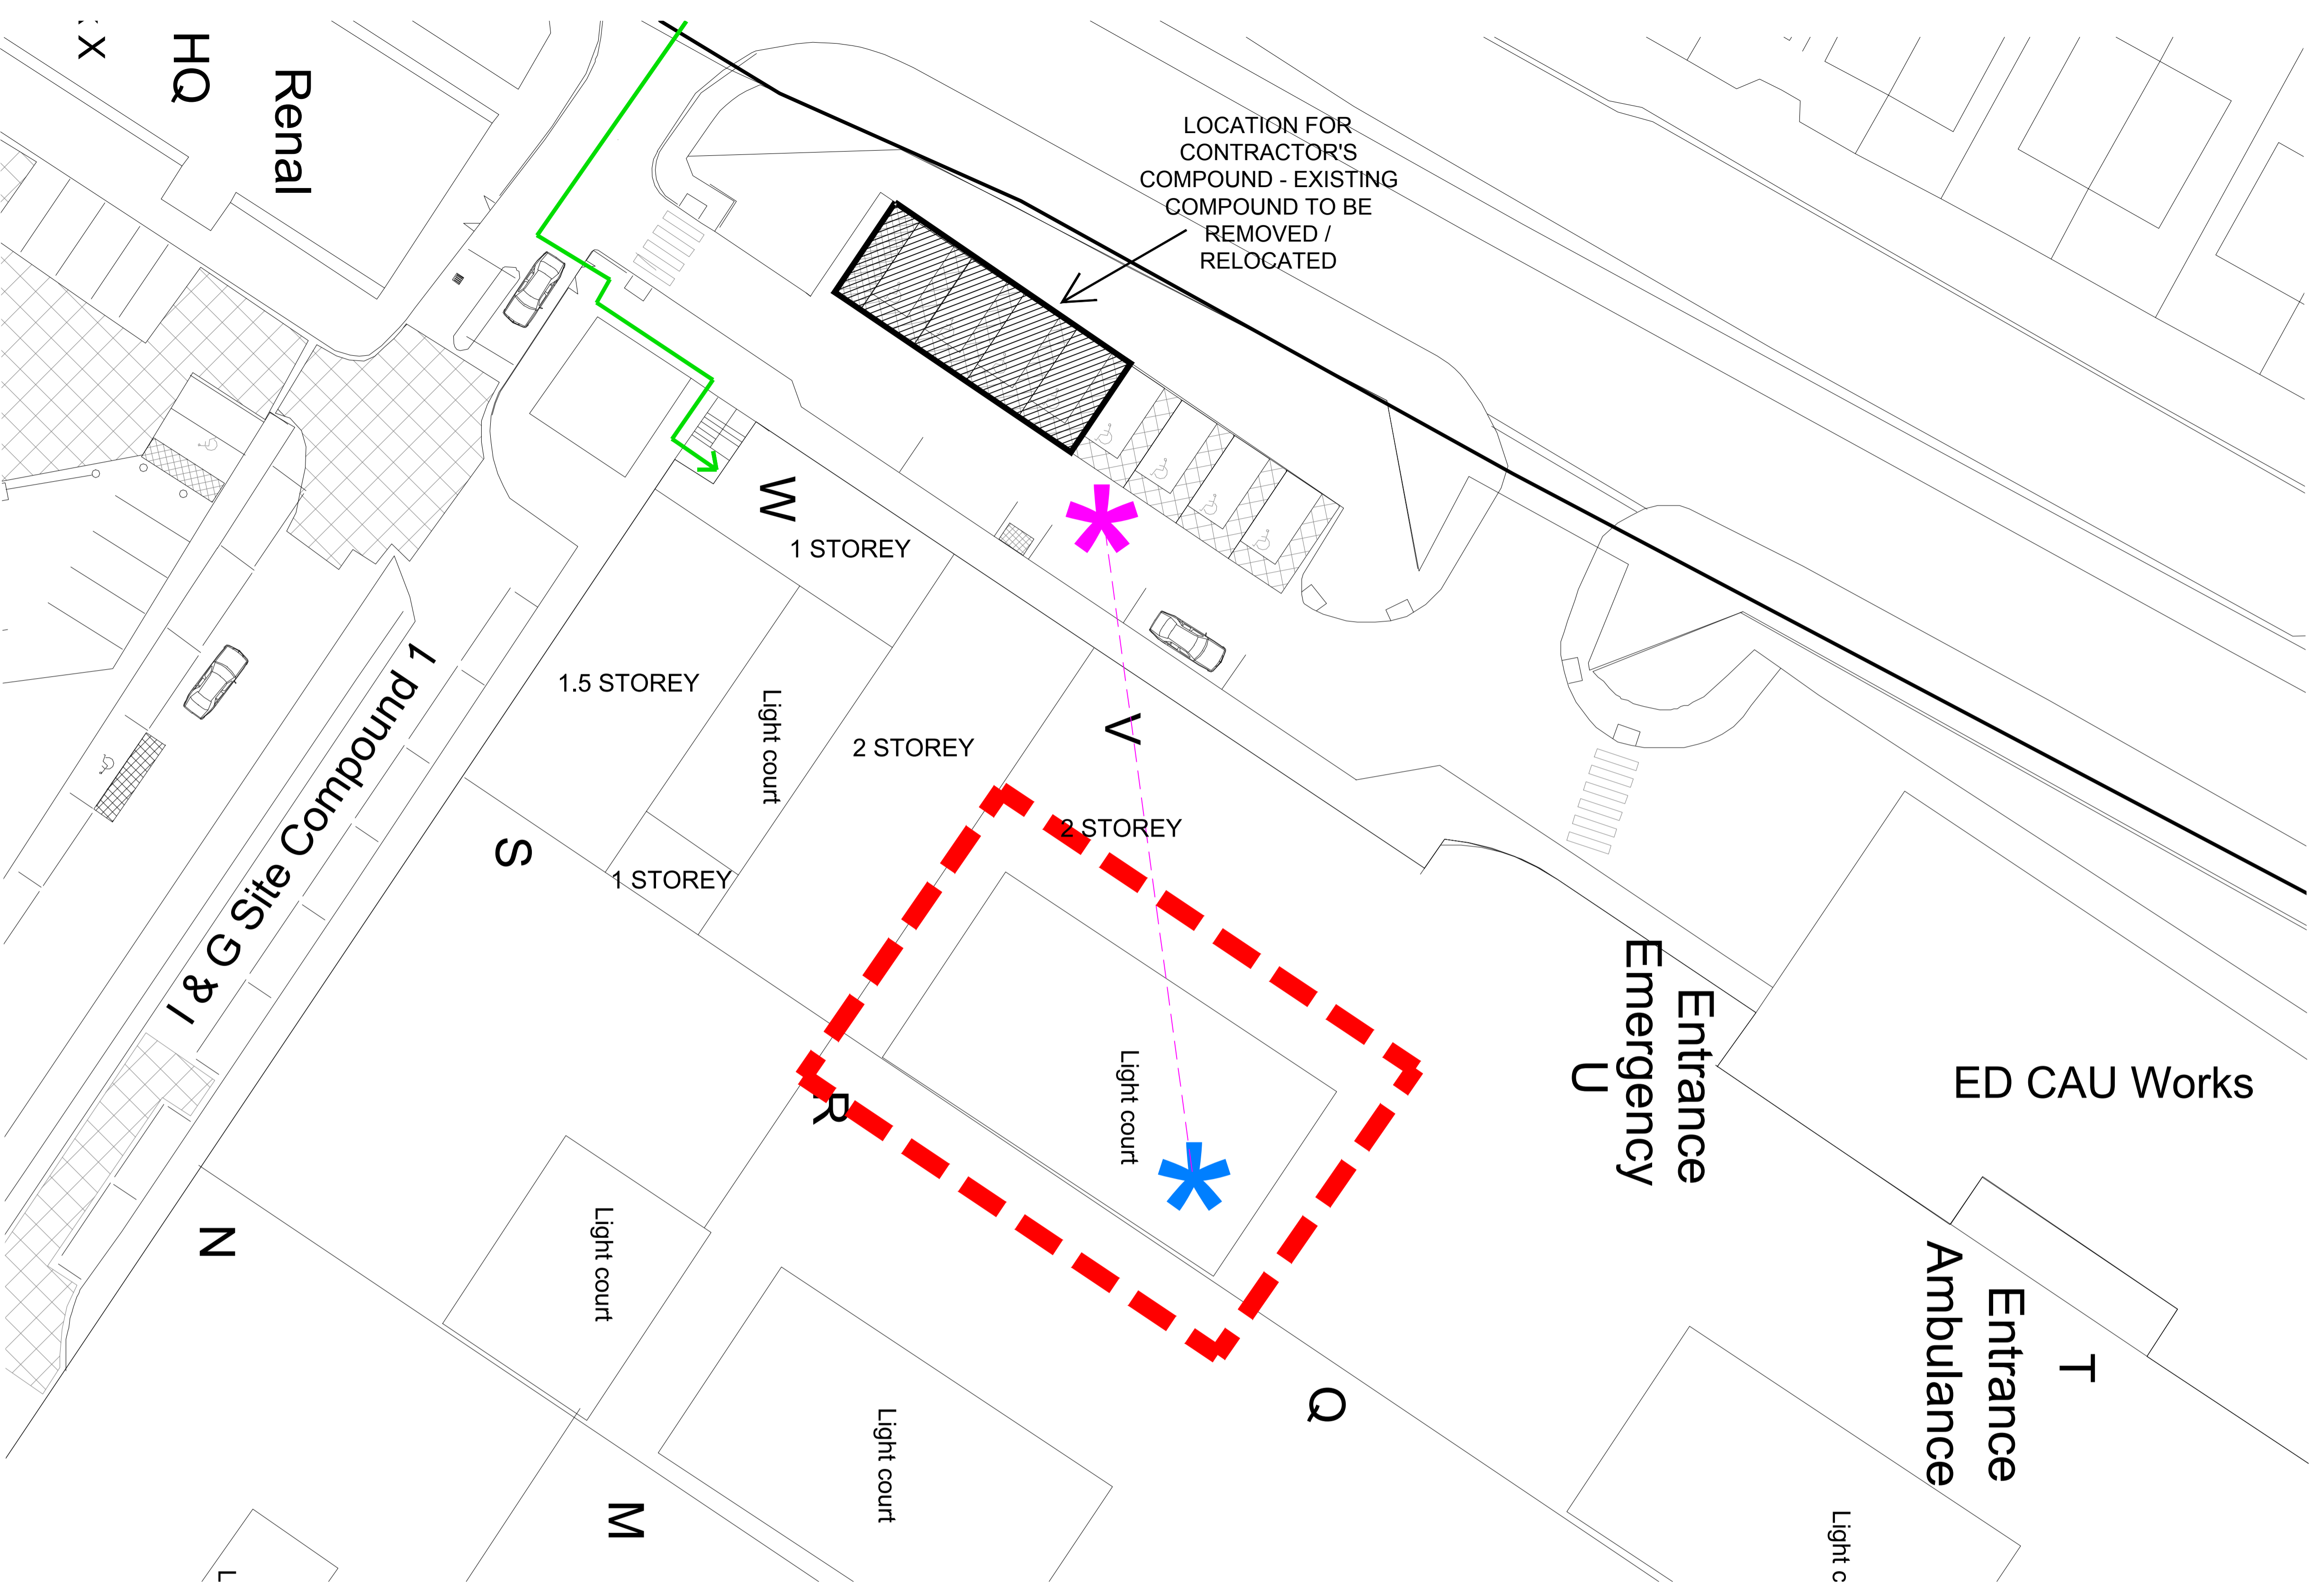 X
HQ
Renal
LOCATION FOR
CONTRACTOR'S
COMPOUND - EXISTING
COMPOUND TO BE
REMOVED /
RELOCATED
W
1 STOREY
1.5 STOREY
Light court
2 STOREY
V
2 STOREY
I & G Site Compound 1
S
1 STOREY
R
Light court
Entrance
Emergency
U
ED CAU Works
N
Light court
Entrance
Ambulance
T
Q
Light court
M
Light c
L